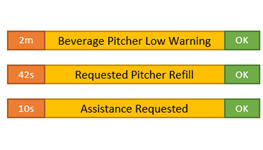 2m Beverage Pitcher Low Warning OK
42s Requested Pitcher Refill OK
10s Assistance Requested OK